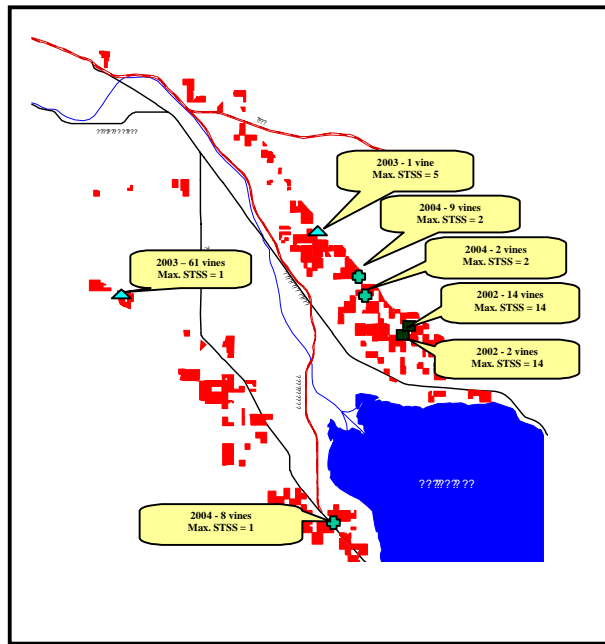 2003 - 1 vine
Max. STSS = 5
2004 - 9 vines
Max. STSS = 2
2004 - 2 vines
Max. STSS = 2
2003 – 61 vines
Max. STSS = 1
2002 - 14 vines
Max. STSS = 14
2002 - 2 vines
Max. STSS = 14
2004 - 8 vines
Max. STSS = 1